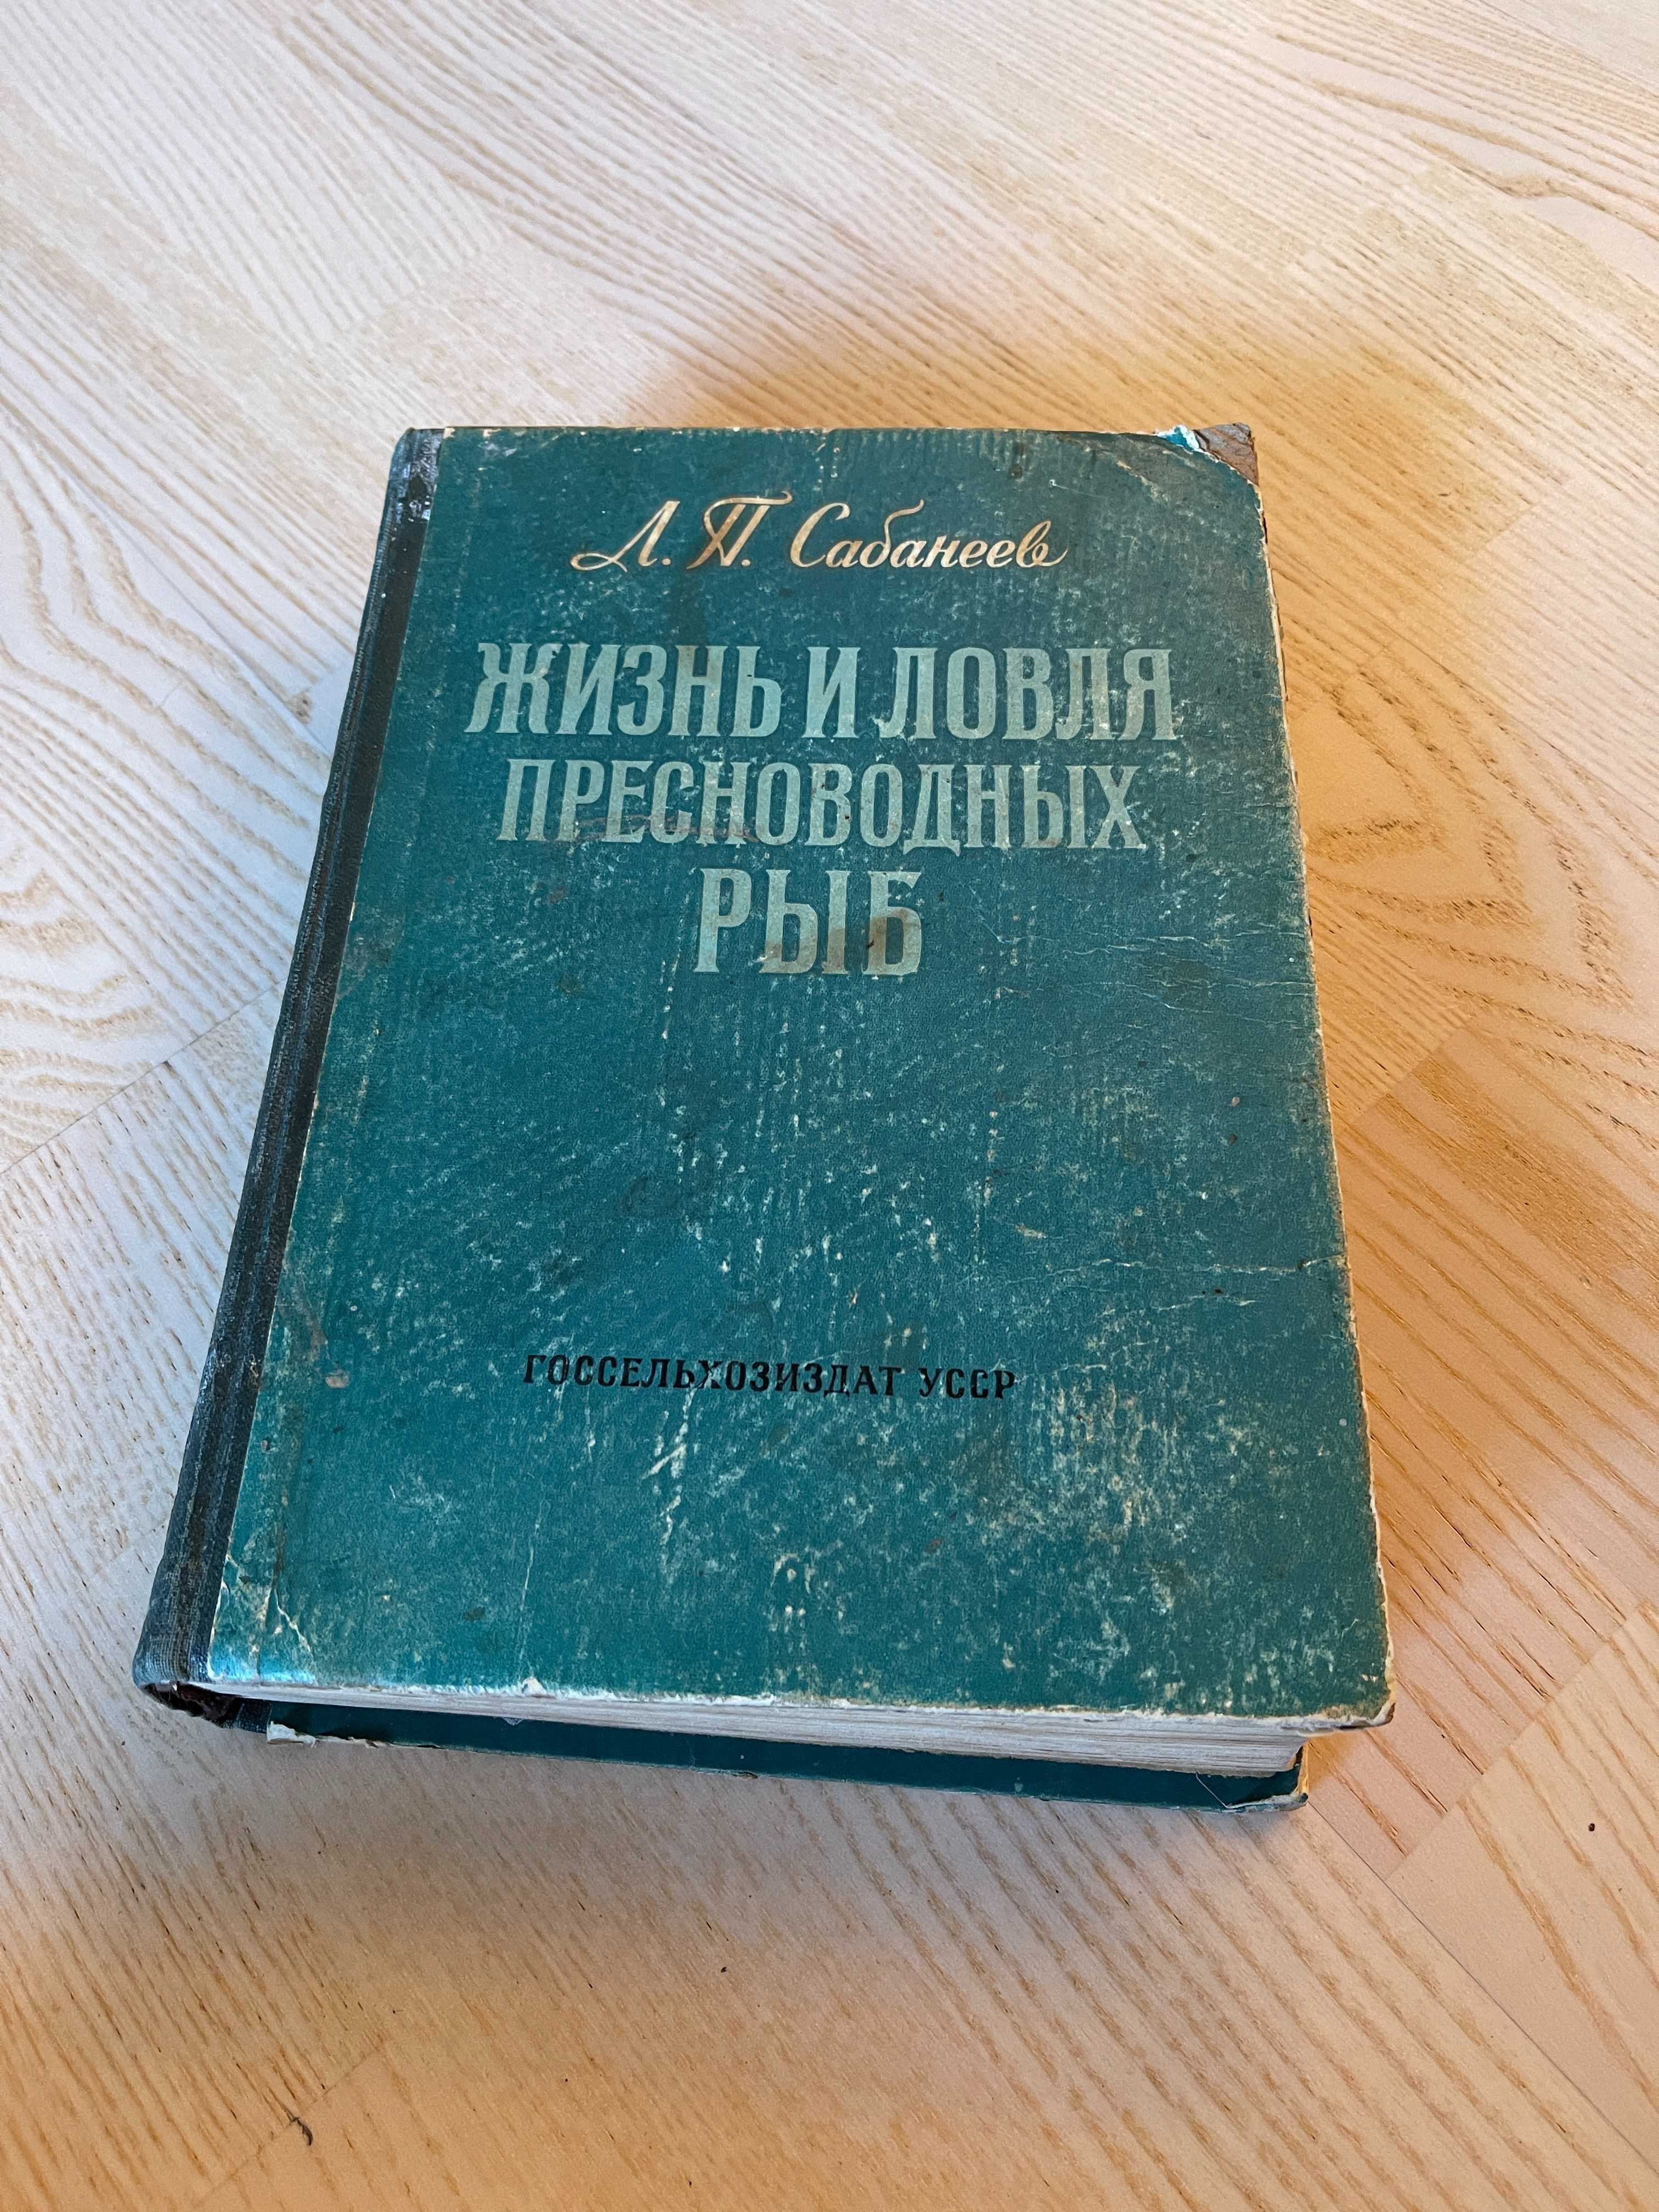 Л. П. Сабанеев
ЖИЗНЬ И ЛОВЛЯ
ПРЕСНОВОДНЫХ
РЫБ
ГОССЕЛЬХОЗИЗДАТ УССР